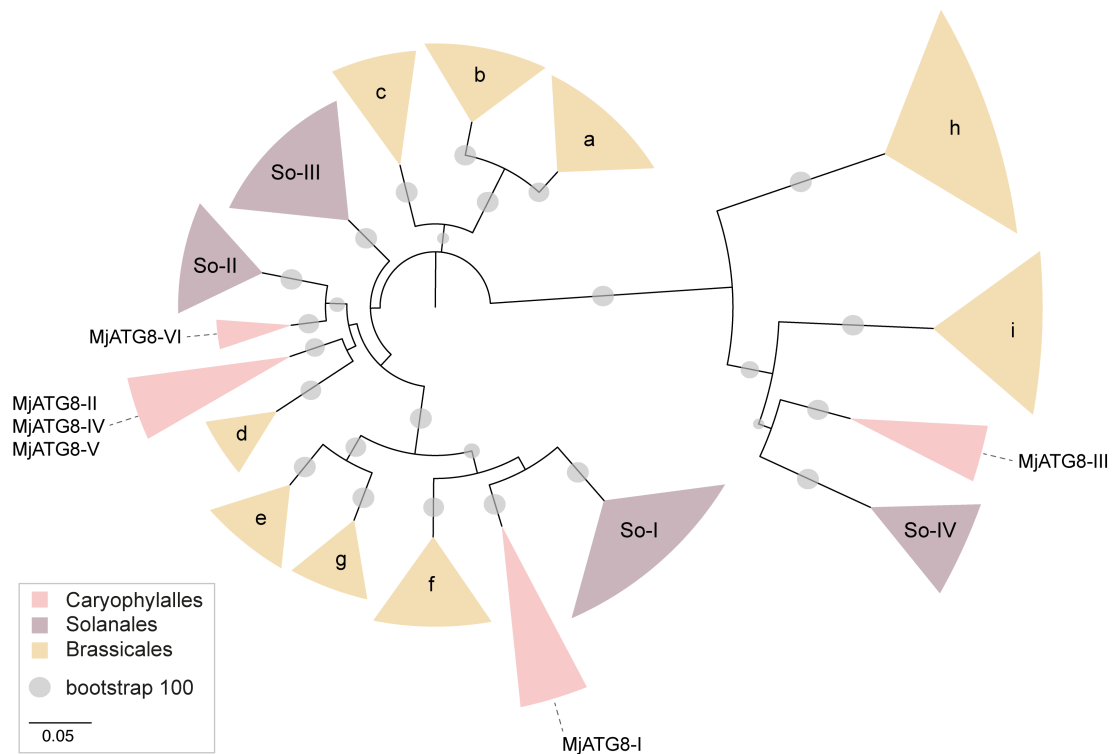 c
b
a
h
So-III
So-II
i
MjATG8-VI
MjATG8-II
MjATG8-IV
MjATG8-V
d
MjATG8-III
e
g
f
So-I
So-IV
Caryophylalles
Solanales
Brassicales
bootstrap 100
0.05
MjATG8-I